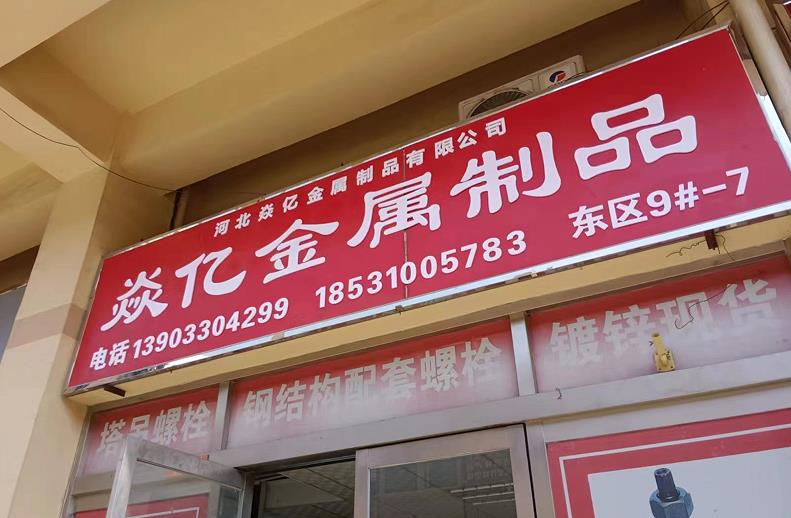 河北焱亿金属制品有限公司
焱亿金属制品
电话13903304299 18531005783 东区9#-7
塔吊螺栓 钢结构配套螺栓 镀锌现货